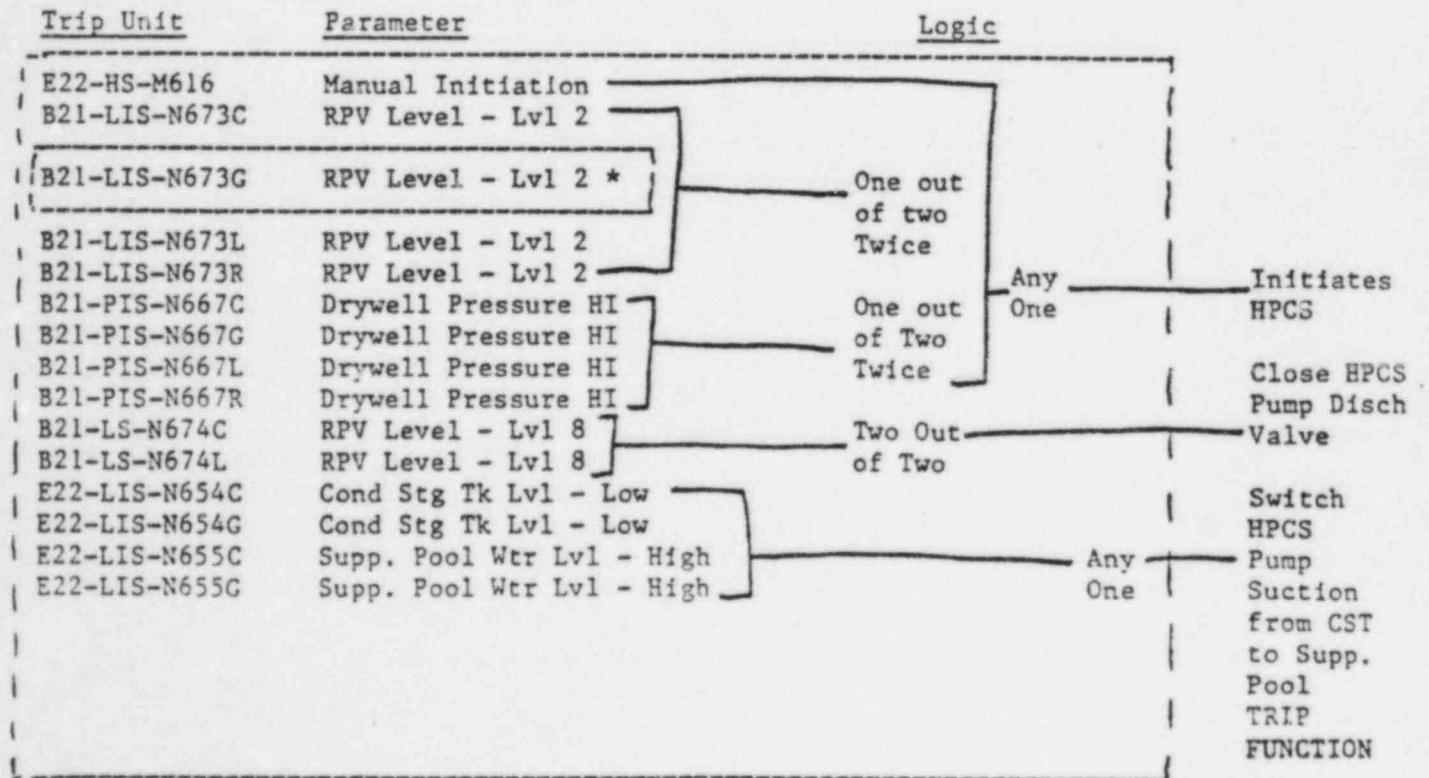 Trip Unit Parameter Logic
E22-HS-M616 Manual Initiation
B21-LIS-N673C RPV Level - Lvl 2
B21-LIS-N673G RPV Level - Lvl 2 * One out
of two
Twice
B21-LIS-N673L RPV Level - Lvl 2
B21-LIS-N673R RPV Level - Lvl 2 Any Initiates
B21-PIS-N667C Drywell Pressure HI One out One HPCS
B21-PIS-N667G Drywell Pressure HI of Two
B21-PIS-N667L Drywell Pressure HI Twice Close HPCS
B21-PIS-N667R Drywell Pressure HI Pump Disch
B21-LS-N674C RPV Level - Lvl 8 Two Out Valve
B21-LS-N674L RPV Level - Lvl 8 of Two
E22-LIS-N654C Cond Stg Tk Lvl - Low Switch
E22-LIS-N654G Cond Stg Tk Lvl - Low HPCS
E22-LIS-N655C Supp. Pool Wtr Lvl - High Any Pump
E22-LIS-N655G Supp. Pool Wtr Lvl - High One Suction
from CST
to Supp.
Pool
TRIP
FUNCTION